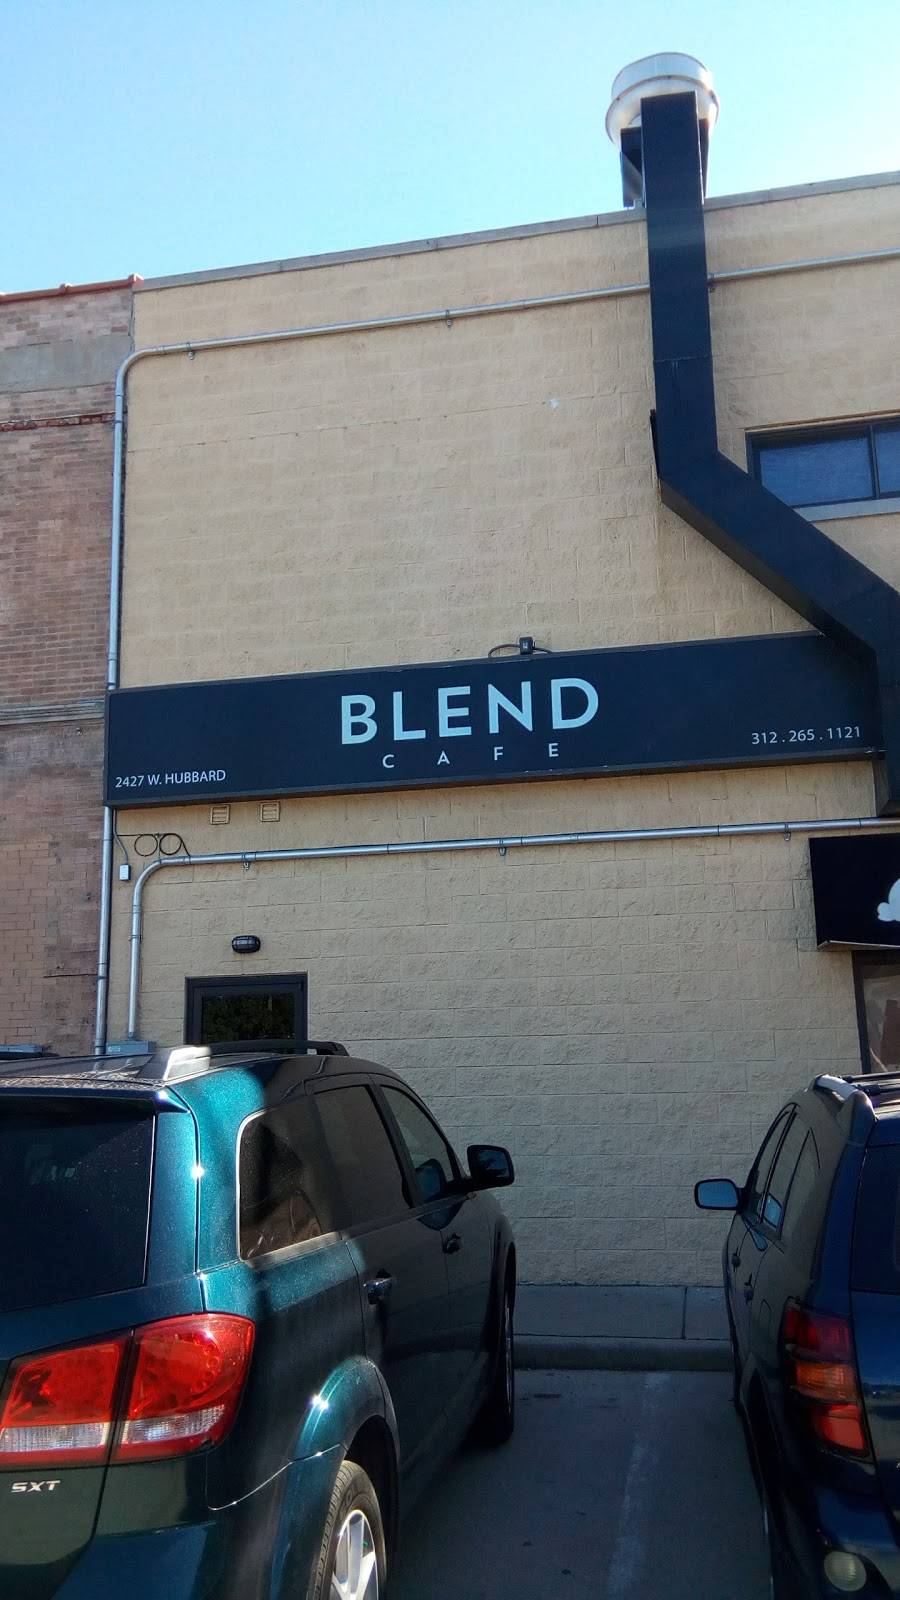 BLEND
CAFE
2427 W. HUBBARD
312.265.1121
SXT